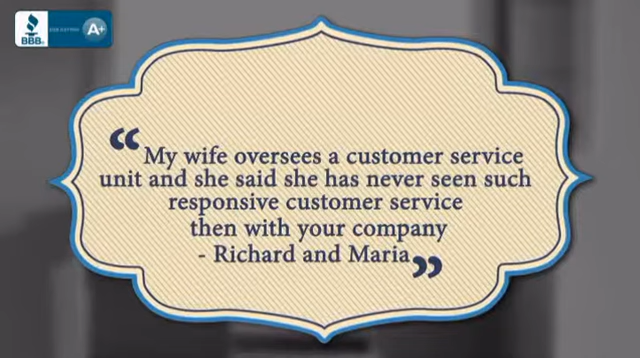 BBB.
A+
“My wife oversees a customer service
unit and she said she has never seen such
responsive customer service
then with your company
- Richard and Maria”